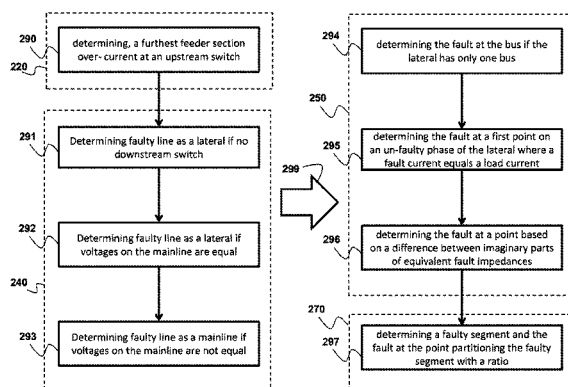 290
220
determining, a furthest feeder section
over-current at an upstream switch
291
Determining faulty line as a lateral if no
downstream switch
292
Determining faulty line as a lateral if
voltages on the mainline are equal
240
293
Determining faulty line as a mainline if
voltages on the mainline are not equal
299
294
determining the fault at the bus if the
lateral has only one bus
250
295
determining the fault at a first point on
an un-faulty phase of the lateral where a
fault current equals a load current
296
determining the fault at a point based
on a difference between imaginary parts
of equivalent fault impedances
270
297
determining a faulty segment and the
fault at the point partitioning the faulty
segment with a ratio